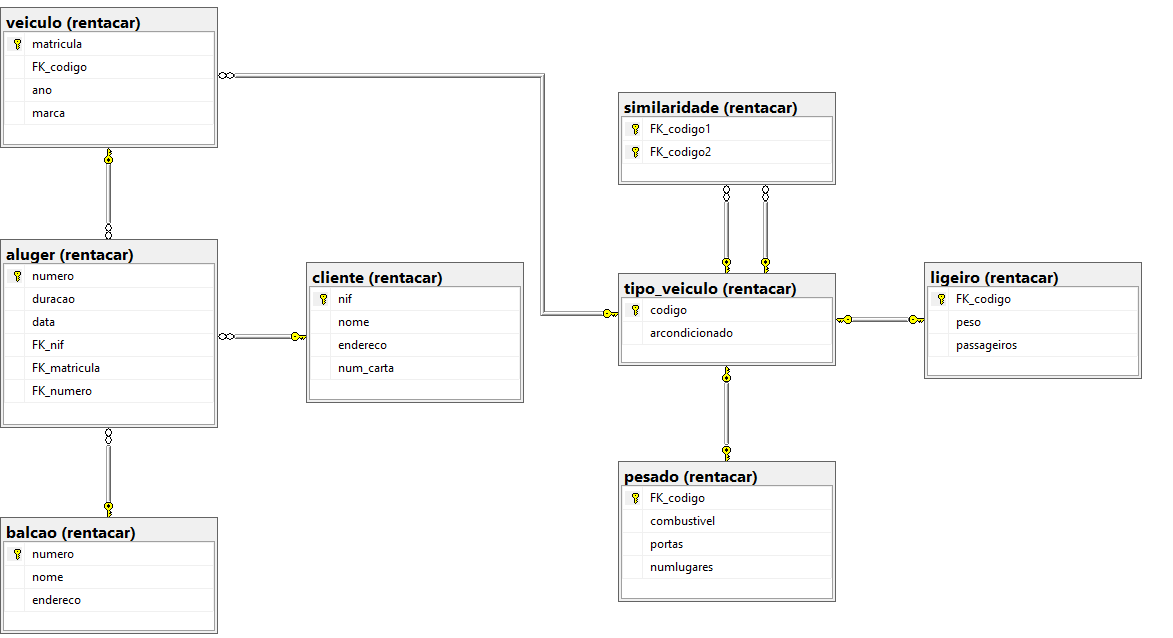 veiculo (rentacar)
matricula
FK_codigo
ano
marca
similaridade (rentacar)
FK_codigo1
FK_codigo2
aluger (rentacar)
numero
duracao
data
FK_nif
FK_matricula
FK_numero
cliente (rentacar)
nif
nome
endereco
num_carta
tipo_veiculo (rentacar)
codigo
arcondicionado
ligeiro (rentacar)
FK_codigo
peso
passageiros
pesado (rentacar)
FK_codigo
combustivel
portas
numlugares
balcao (rentacar)
numero
nome
endereco